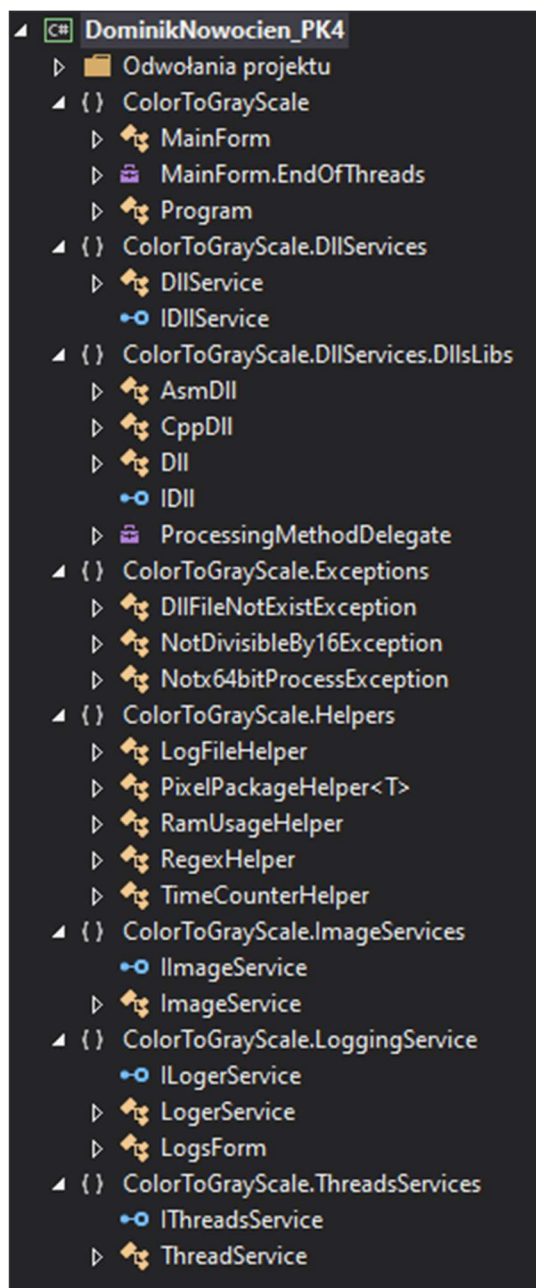 C# DominikNowocien_PK4
Odwołania projektu
{ } ColorToGrayScale
MainForm
MainForm.EndOfThreads
Program
{ } ColorToGrayScale.DllServices
DllService
IDllService
{ } ColorToGrayScale.DllServices.DllsLibs
AsmDll
CppDll
Dll
IDll
ProcessingMethodDelegate
{ } ColorToGrayScale.Exceptions
DllFileNotExistException
NotDivisibleBy16Exception
Notx64bitProcessException
{ } ColorToGrayScale.Helpers
LogFileHelper
PixelPackageHelper<T>
RamUsageHelper
RegexHelper
TimeCounterHelper
{ } ColorToGrayScale.ImageServices
IImageService
ImageService
{ } ColorToGrayScale.LoggingService
ILogerService
LogerService
LogsForm
{ } ColorToGrayScale.ThreadsServices
IThreadsService
ThreadService